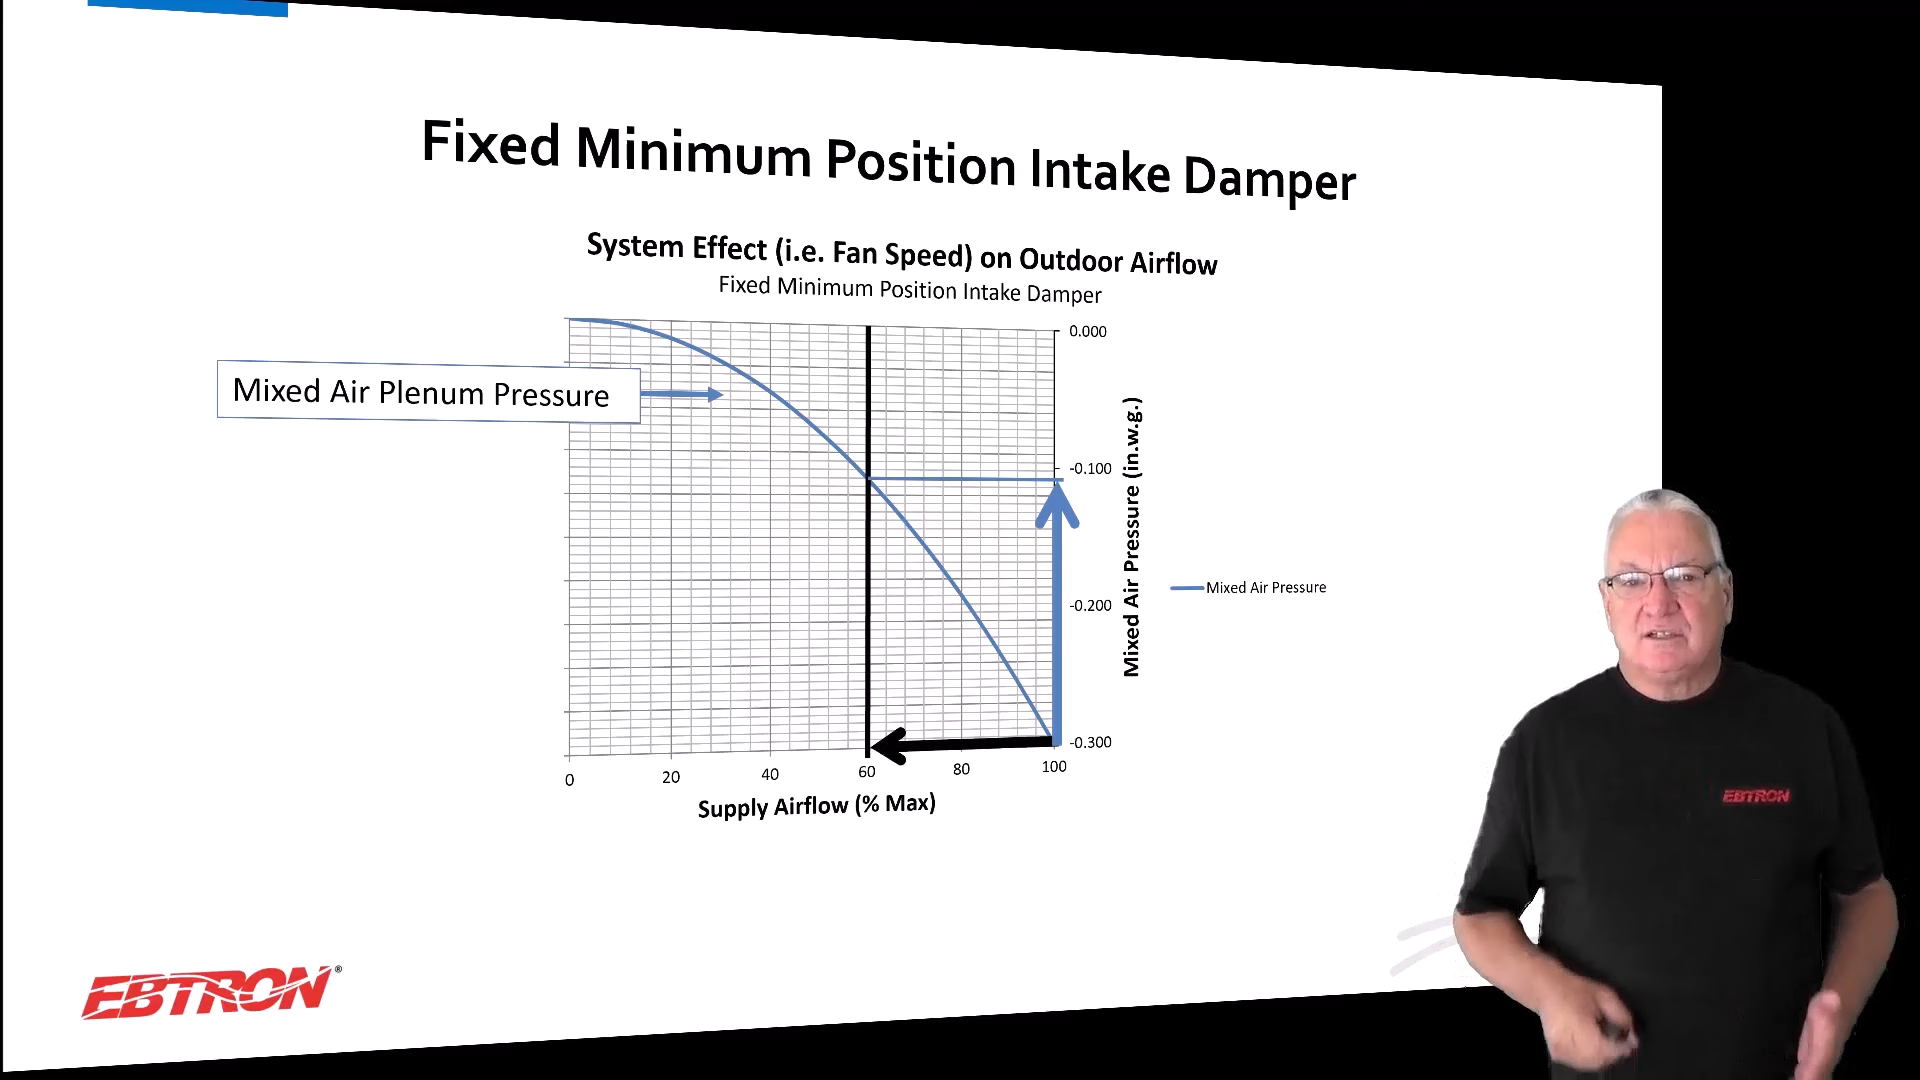 Fixed Minimum Position Intake Damper
System Effect (i.e. Fan Speed) on Outdoor Airflow
Fixed Minimum Position Intake Damper
Mixed Air Plenum Pressure
0.000
-0.100
-0.200
-0.300
Mixed Air Pressure (in.w.g.)
Mixed Air Pressure
0 20 40 60 80 100
Supply Airflow (% Max)
EBTRON®
EBTRON